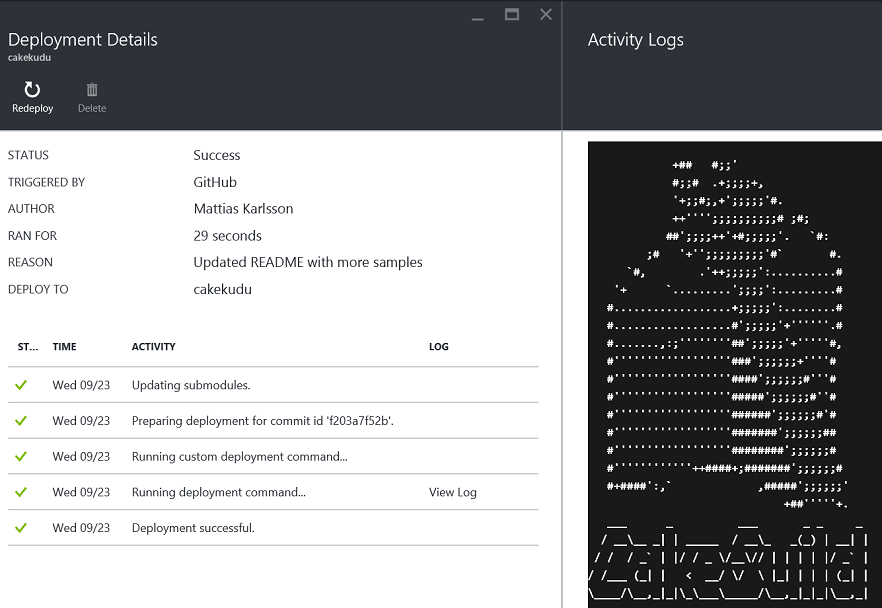 Deployment Details
cakekudu
Redeploy
Delete
STATUS Success
TRIGGERED BY GitHub
AUTHOR Mattias Karlsson
RAN FOR 29 seconds
REASON Updated README with more samples
DEPLOY TO cakekudu
ST... TIME ACTIVITY LOG
Wed 09/23 Updating submodules.
Wed 09/23 Preparing deployment for commit id 'f203a7f52b'.
Wed 09/23 Running custom deployment command...
Wed 09/23 Running deployment command... View Log
Wed 09/23 Deployment successful.
Activity Logs
CakeBuild